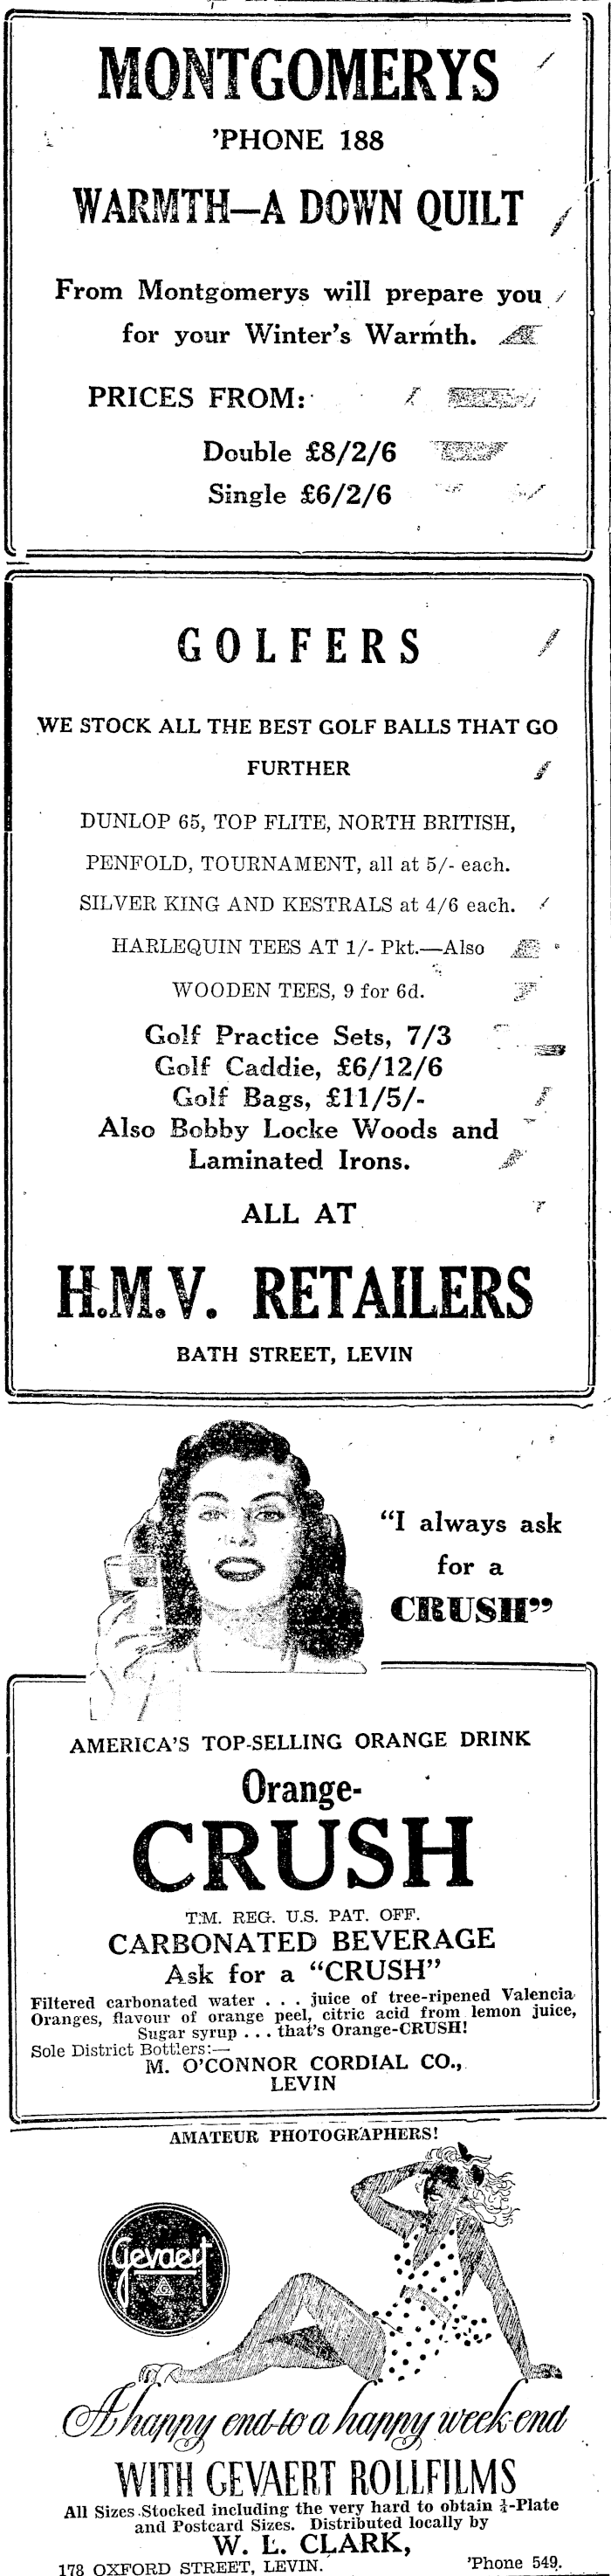 MONTGOMERYS
'PHONE 188
WARMTH—A DOWN QUILT
From Montgomerys will prepare you
for your Winter's Warmth.
PRICES FROM:
Double £8/2/6
Single £6/2/6
GOLFERS
WE STOCK ALL THE BEST GOLF BALLS THAT GO
FURTHER
DUNLOP 65, TOP FLITE, NORTH BRITISH,
PENFOLD, TOURNAMENT, all at 5/- each.
SILVER KING AND KESTRALS at 4/6 each.
HARLEQUIN TEES AT 1/- Pkt.—Also
WOODEN TEES, 9 for 6d.
Golf Practice Sets, 7/3
Golf Caddie, £6/12/6
Golf Bags, £11/5/-
Also Bobby Locke Woods and
Laminated Irons.
ALL AT
H.M.V. RETAILERS
BATH STREET, LEVIN
"I always ask
for a
CRUSH"
AMERICA'S TOP-SELLING ORANGE DRINK
Orange-
CRUSH
T.M. REG. U.S. PAT. OFF.
CARBONATED BEVERAGE
Ask for a "CRUSH"
Filtered carbonated water . . . juice of tree-ripened Valencia
Oranges, flavour of orange peel, citric acid from lemon juice,
Sugar syrup . . . that's Orange-CRUSH!
Sole District Bottlers:—
M. O'CONNOR CORDIAL CO.,
LEVIN
AMATEUR PHOTOGRAPHERS!
Gevaert
A happy end to a happy week-end
WITH GEVAERT ROLLFILMS
All Sizes Stocked including the very hard to obtain ¼-Plate
and Postcard Sizes. Distributed locally by
W. L. CLARK,
178 OXFORD STREET, LEVIN. 'Phone 549.